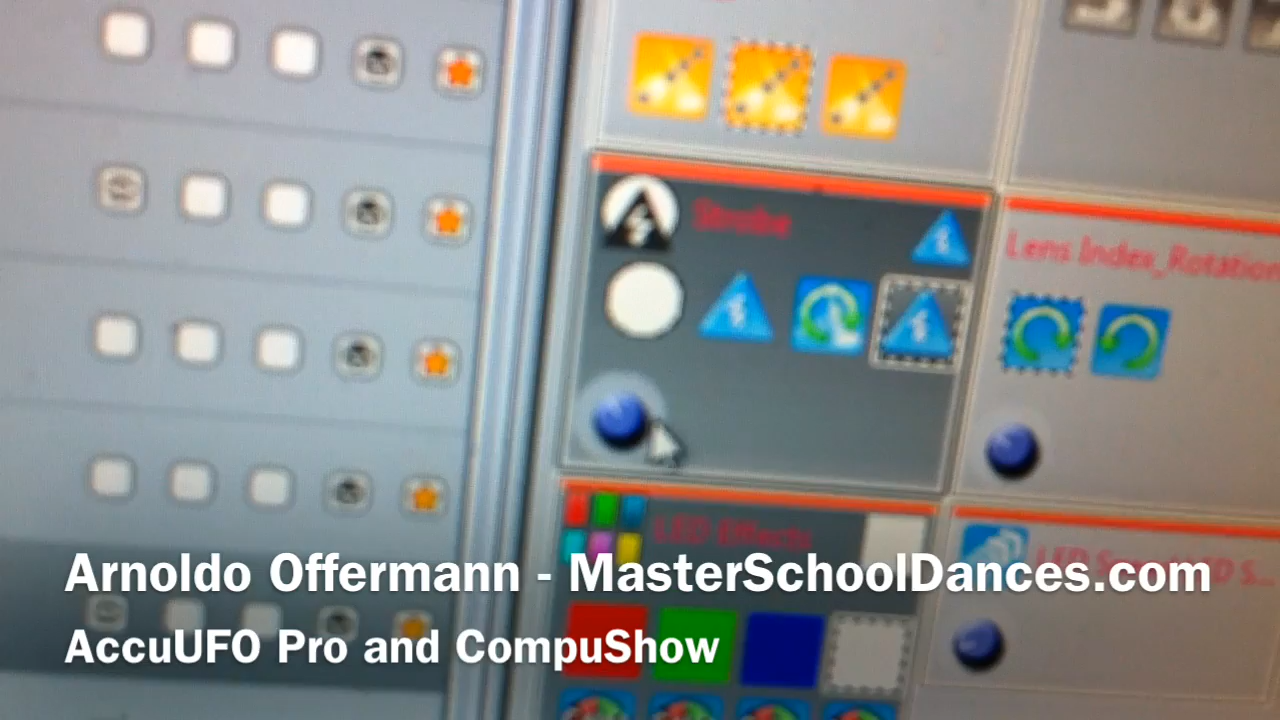 Strobe
Lens Index_Rotation
LED Effects
Arnoldo Offermann - MasterSchoolDances.com
AccuUFO Pro and CompuShow